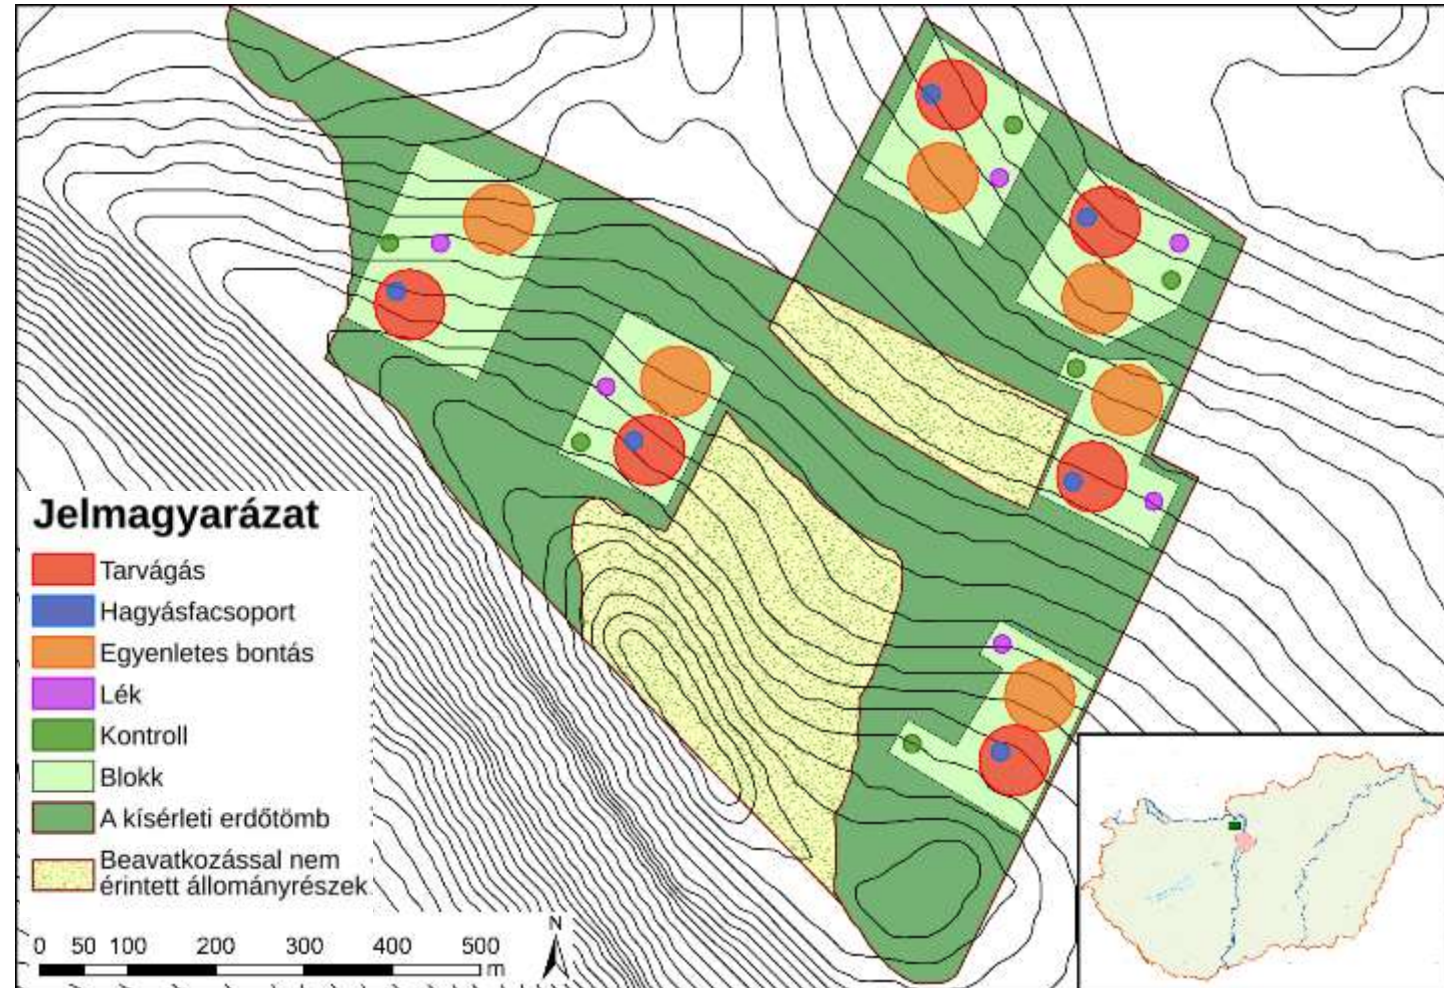 Jelmagyarázat
Tarvágás
Hagyásfacsoport
Egyenletes bontás
Lék
Kontroll
Blokk
A kísérleti erdőtömb
Beavatkozással nem
érintett állományrészek
0 50 100 200 300 400 500
m
N